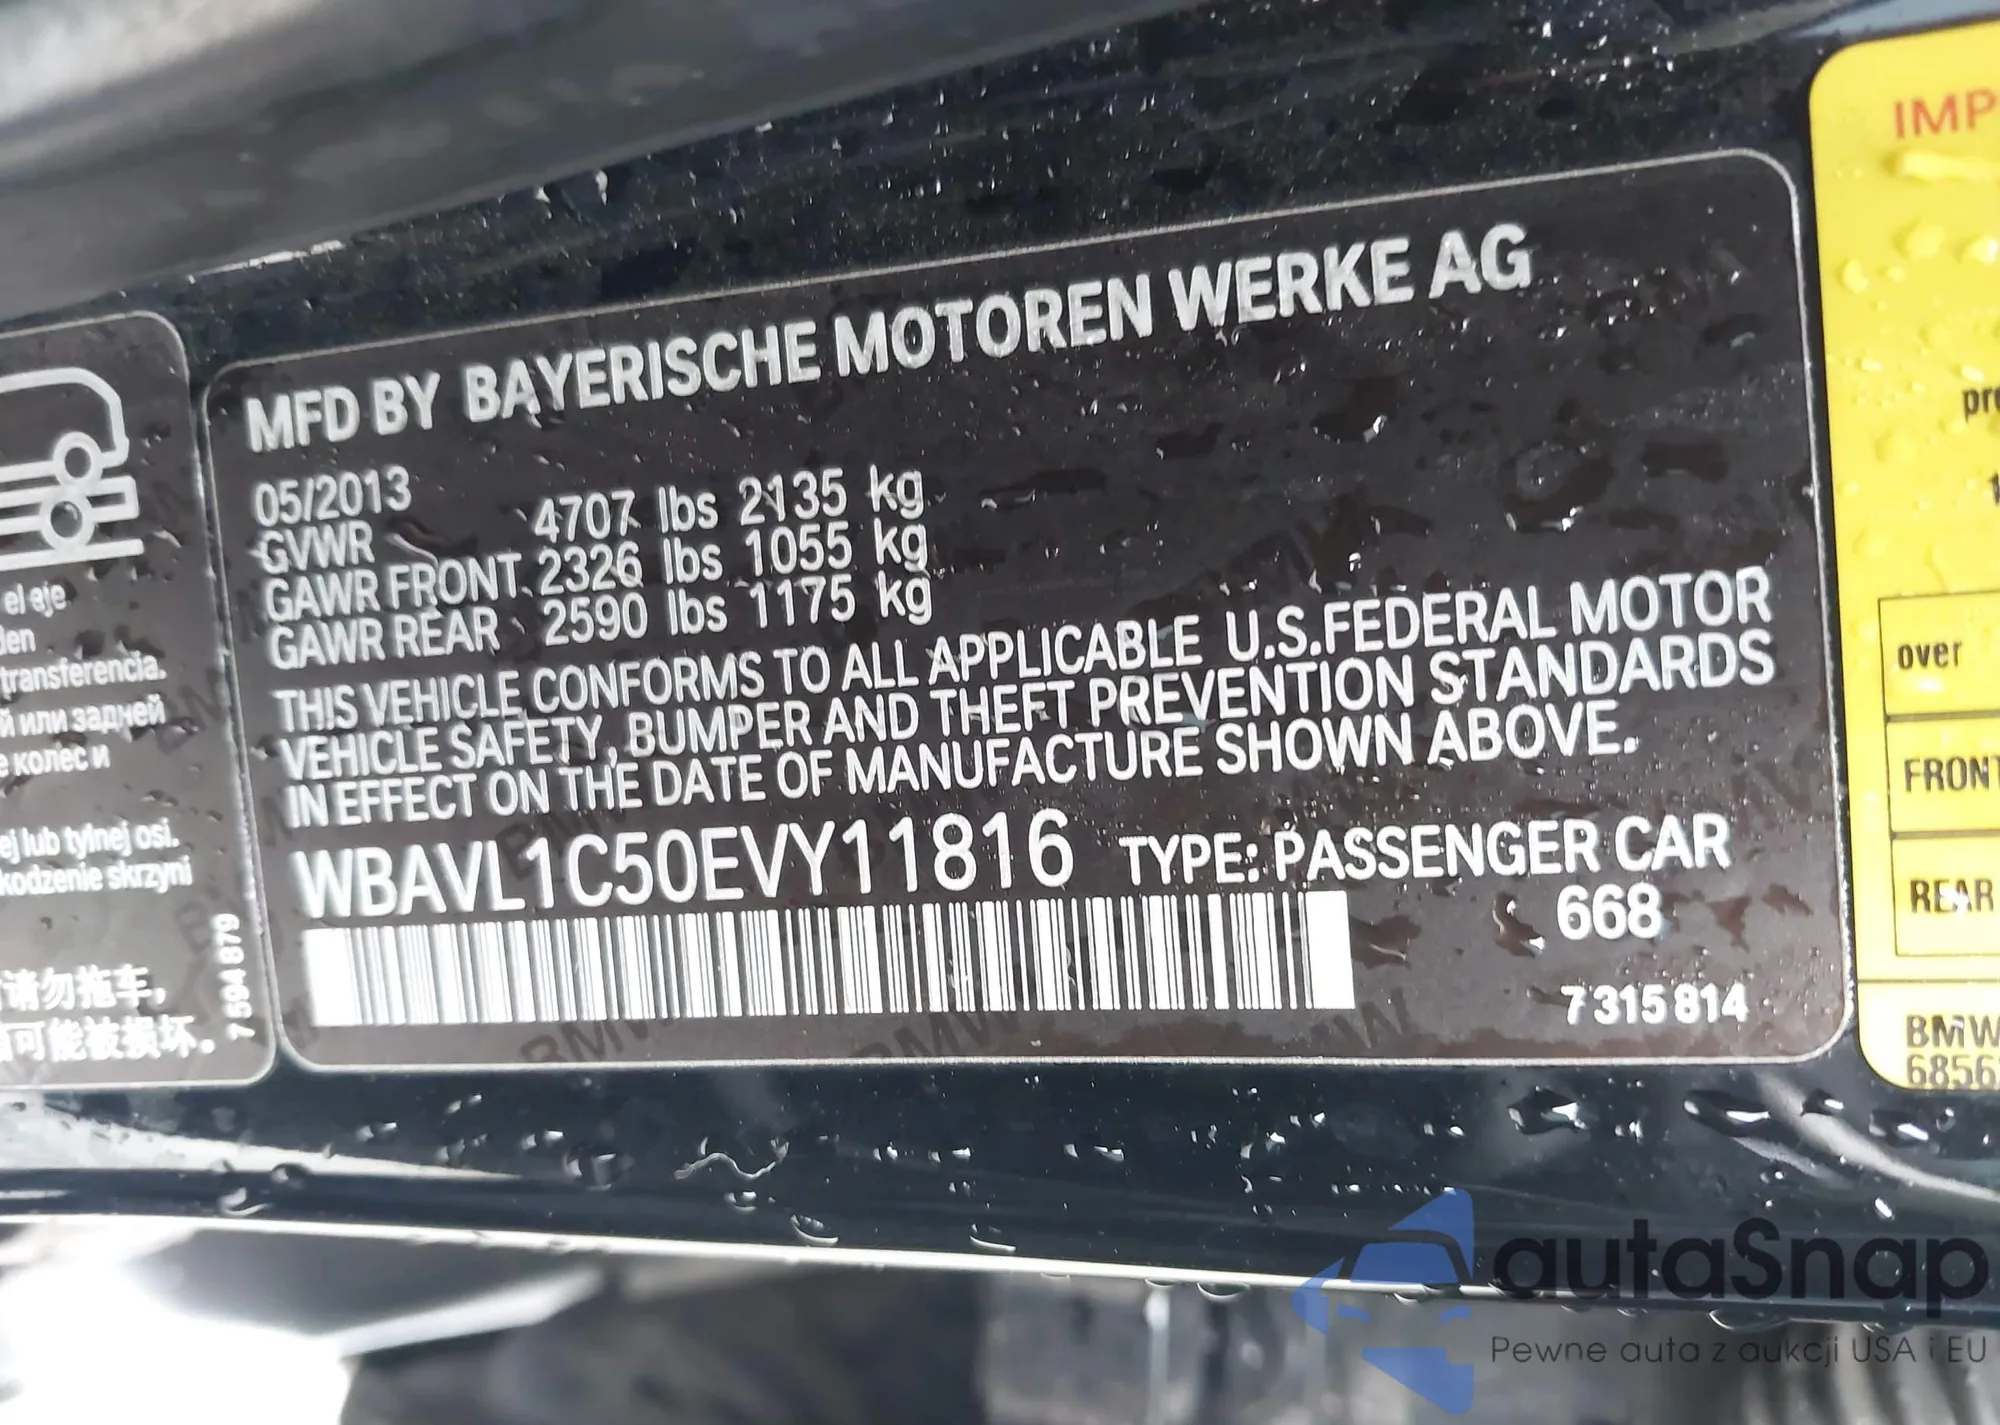 el eje
den
transferencia.
й или задней
е колес и
ej lub tylnej osi.
kodzenie skrzyni
请勿拖车,
可能被损坏.
7 594 879
MFD BY BAYERISCHE MOTOREN WERKE AG
05/2013
GVWR 4707 lbs 2135 kg
GAWR FRONT 2326 lbs 1055 kg
GAWR REAR 2590 lbs 1175 kg
THIS VEHICLE CONFORMS TO ALL APPLICABLE U.S.FEDERAL MOTOR
VEHICLE SAFETY, BUMPER AND THEFT PREVENTION STANDARDS
IN EFFECT ON THE DATE OF MANUFACTURE SHOWN ABOVE.
WBAVL1C50EVY11816 TYPE: PASSENGER CAR
668
7 315 814
IMP
pre
1
over
FRONT
REAR
BMW
6856
autaSnap
Pewne auta z aukcji USA i EU